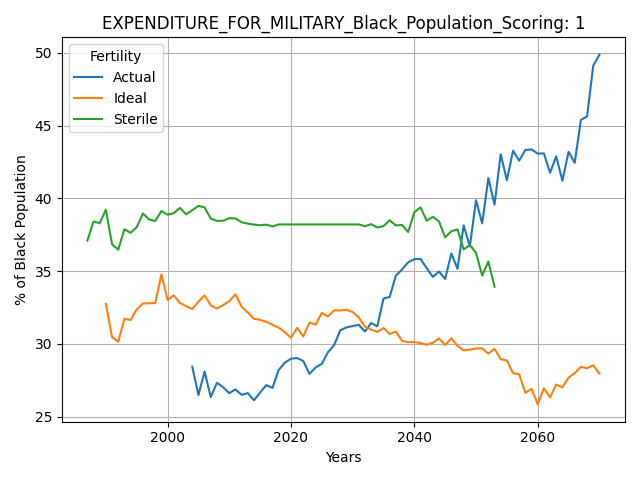 EXPENDITURE_FOR_MILITARY_Black_Population_Scoring: 1
Fertility
Actual
Ideal
Sterile
% of Black Population
50
45
40
35
30
25
2000
2020
2040
2060
Years